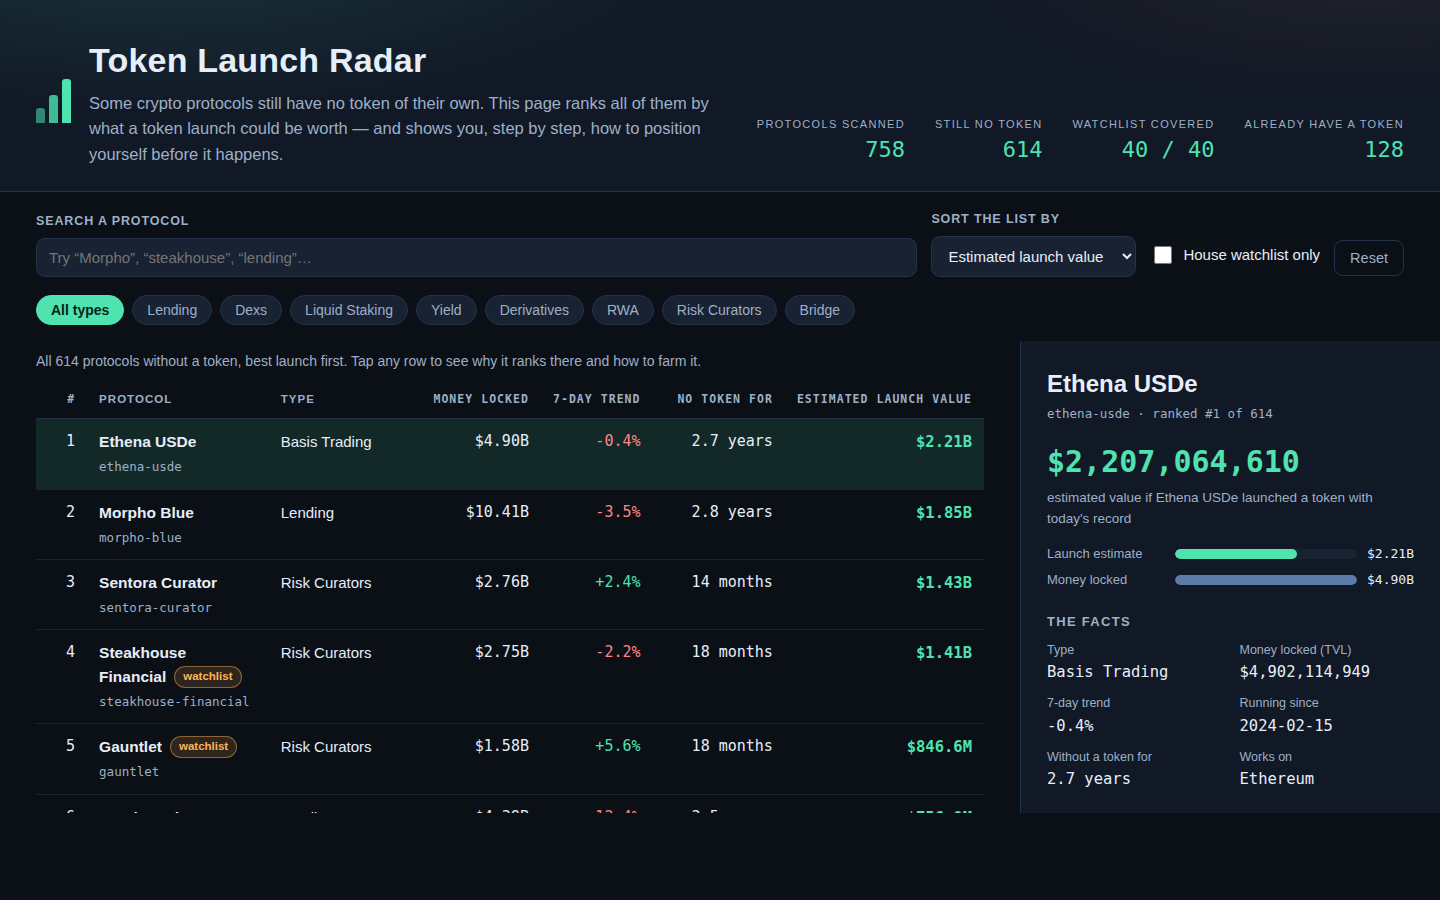 Token Launch Radar
Some crypto protocols still have no token of their own. This page ranks all of them by
what a token launch could be worth — and shows you, step by step, how to position
yourself before it happens.
PROTOCOLS SCANNED
758
STILL NO TOKEN
614
WATCHLIST COVERED
40 / 40
ALREADY HAVE A TOKEN
128
SEARCH A PROTOCOL
Try “Morpho”, “steakhouse”, “lending”…
SORT THE LIST BY
Estimated launch value
House watchlist only
Reset
All types
Lending
Dexs
Liquid Staking
Yield
Derivatives
RWA
Risk Curators
Bridge
All 614 protocols without a token, best launch first. Tap any row to see why it ranks there and how to farm it.
# PROTOCOL TYPE MONEY LOCKED 7-DAY TREND NO TOKEN FOR ESTIMATED LAUNCH VALUE
1 Ethena USDe Basis Trading $4.90B -0.4% 2.7 years $2.21B
ethena-usde
2 Morpho Blue Lending $10.41B -3.5% 2.8 years $1.85B
morpho-blue
3 Sentora Curator Risk Curators $2.76B +2.4% 14 months $1.43B
sentora-curator
4 Steakhouse Risk Curators $2.75B -2.2% 18 months $1.41B
Financial watchlist
steakhouse-financial
5 Gauntlet watchlist Risk Curators $1.58B +5.6% 18 months $846.6M
gauntlet
Ethena USDe
ethena-usde · ranked #1 of 614
$2,207,064,610
estimated value if Ethena USDe launched a token with
today's record
Launch estimate $2.21B
Money locked $4.90B
THE FACTS
Type
Basis Trading
Money locked (TVL)
$4,902,114,949
7-day trend
-0.4%
Running since
2024-02-15
Without a token for
2.7 years
Works on
Ethereum